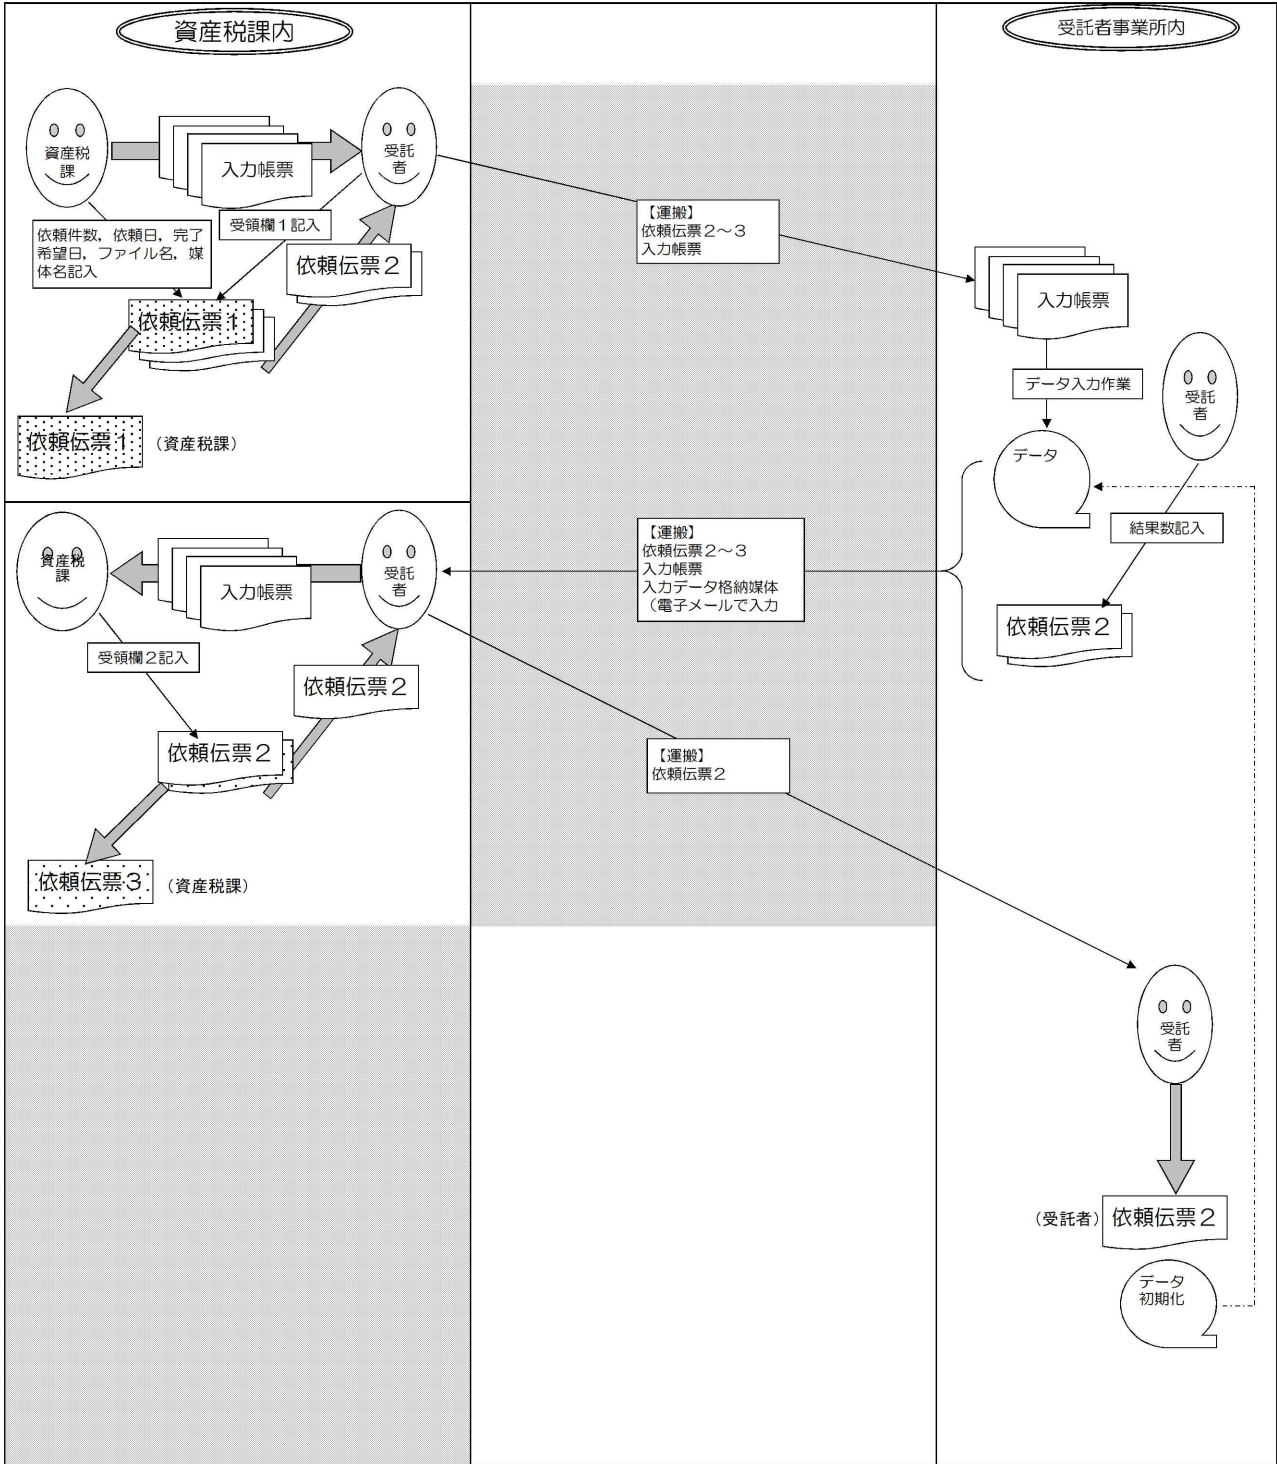 資産税課内
受託者事業所内
資産税
課
入力帳票
受託
者
依頼件数，依頼日，完了
希望日，ファイル名，媒
体名記入
受領欄１記入
依頼伝票２
依頼伝票１
依頼伝票１
（資産税課）
【運搬】
依頼伝票２～３
入力帳票
入力帳票
データ入力作業
受託
者
データ
結果数記入
依頼伝票２
資産税
課
入力帳票
受託
者
受領欄２記入
依頼伝票２
依頼伝票２
依頼伝票３
（資産税課）
【運搬】
依頼伝票２～３
入力帳票
入力データ格納媒体
（電子メールで入力
【運搬】
依頼伝票２
受託
者
（受託者）
依頼伝票２
データ
初期化